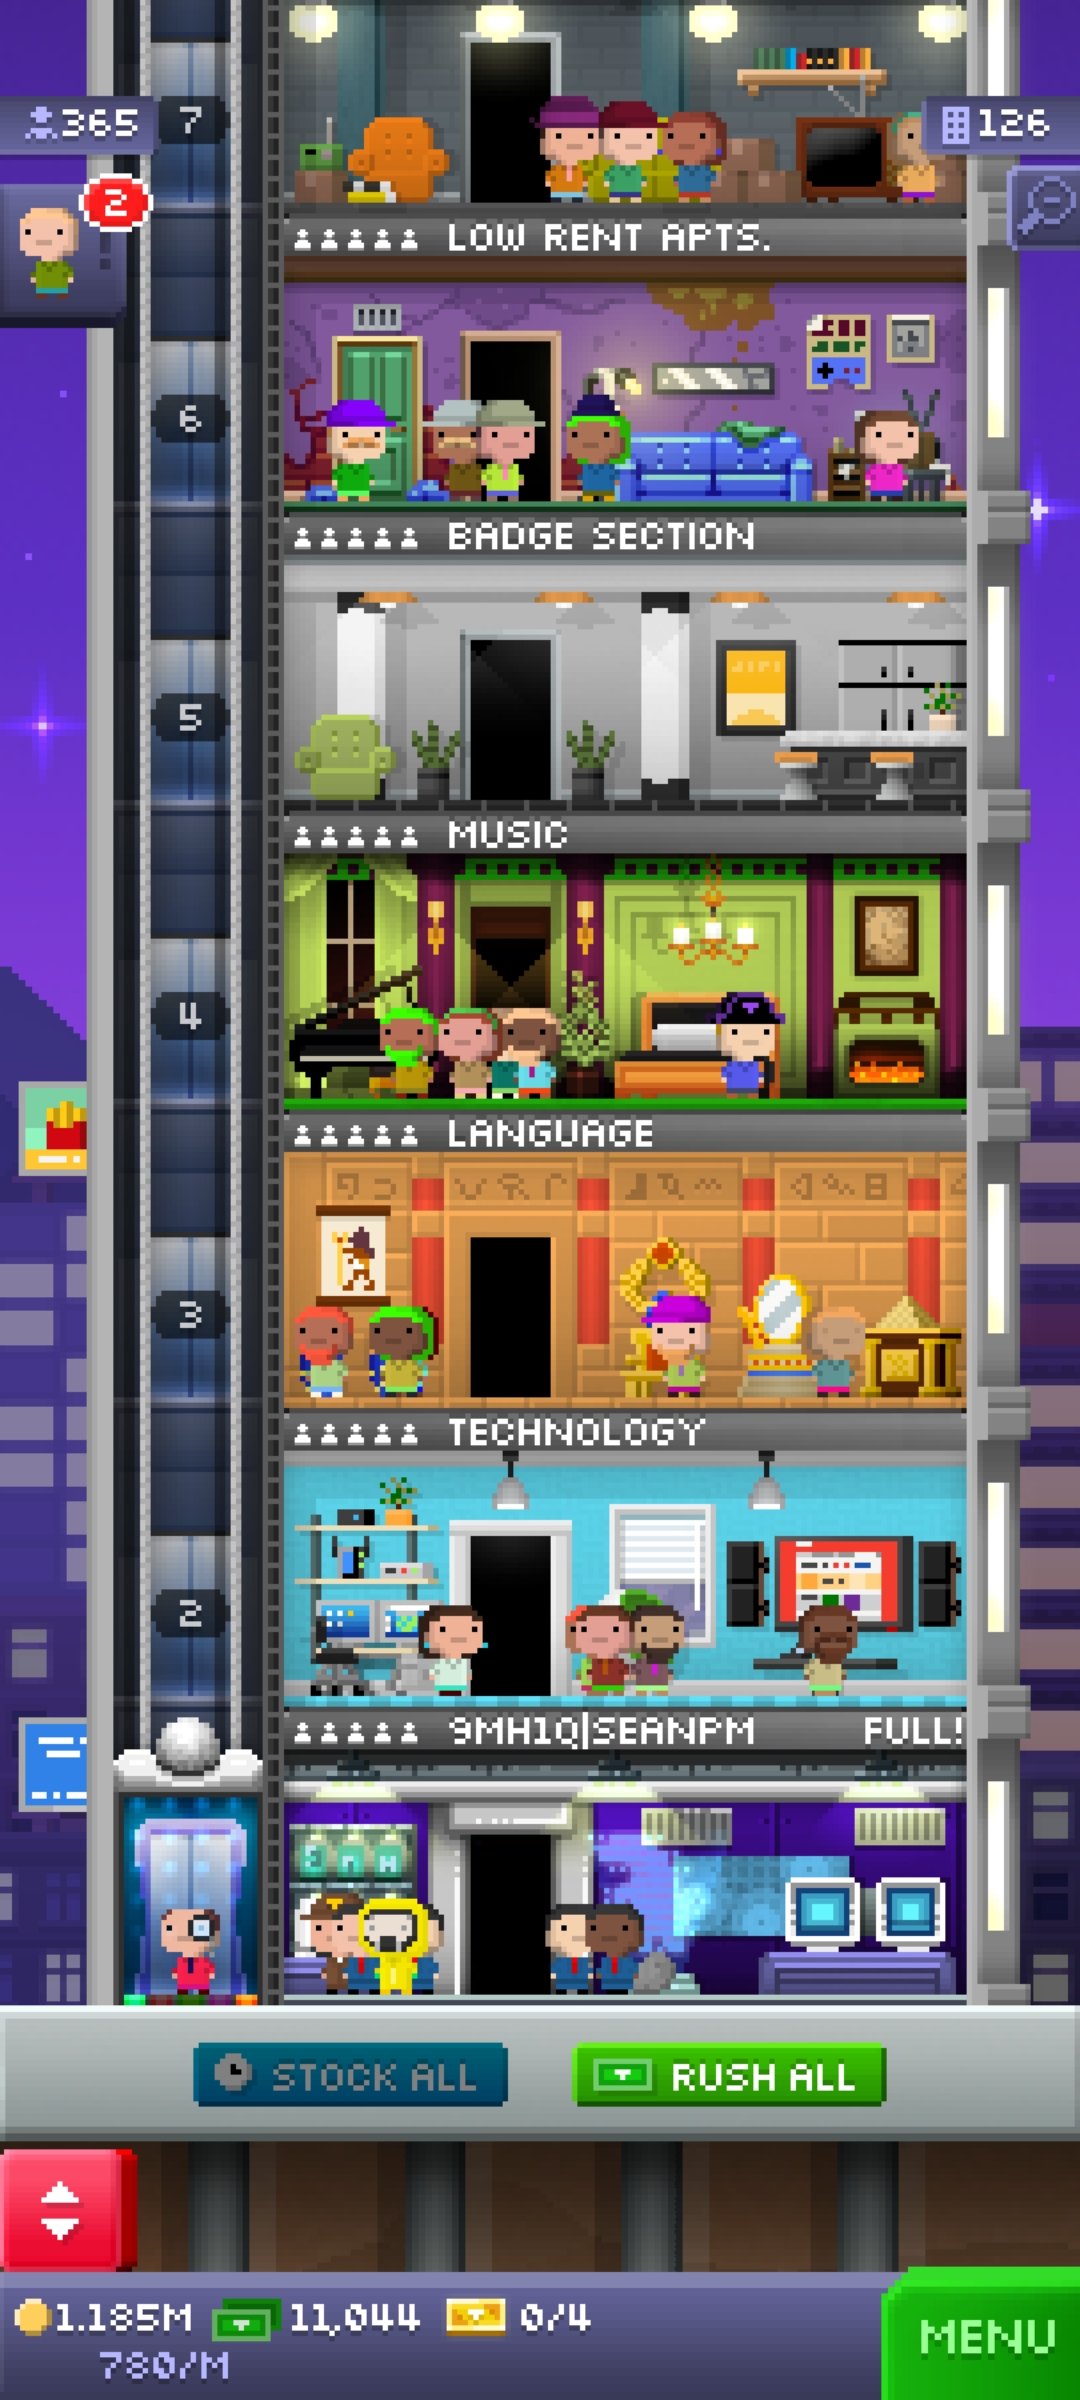 7
365
126
2
LOW RENT APTS.
6
BADGE SECTION
5
MUSIC
4
LANGUAGE
3
TECHNOLOGY
2
9MH1Q|SEANPM FULL!
STOCK ALL
RUSH ALL
1.185M 11,044 0/4
780/M
MENU